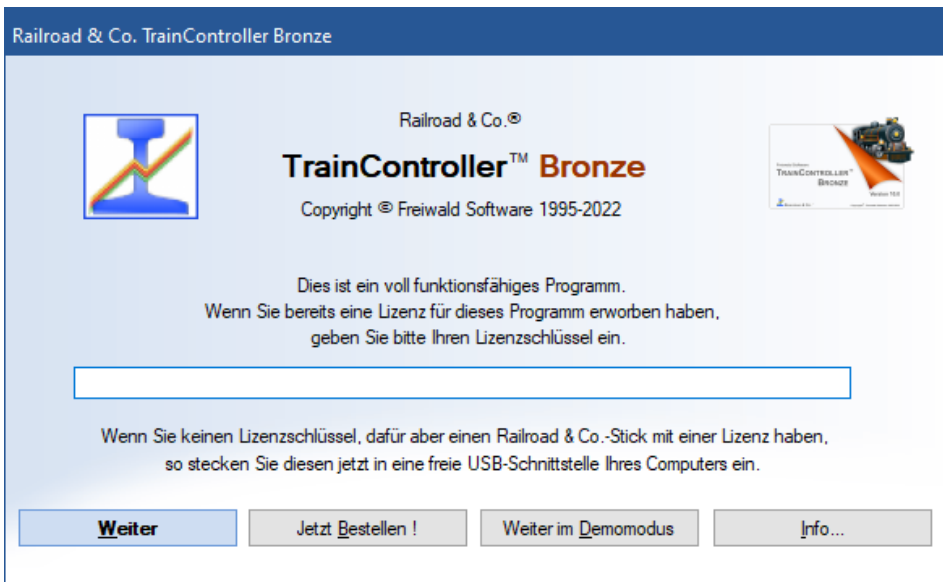 Railroad & Co. TrainController Bronze
Railroad & Co.®
TrainController™ Bronze
Copyright © Freiwald Software 1995-2022
TRAINCONTROLLER™
BRONZE
Dies ist ein voll funktionsfähiges Programm.
Wenn Sie bereits eine Lizenz für dieses Programm erworben haben,
geben Sie bitte Ihren Lizenzschlüssel ein.
Wenn Sie keinen Lizenzschlüssel, dafür aber einen Railroad & Co.-Stick mit einer Lizenz haben,
so stecken Sie diesen jetzt in eine freie USB-Schnittstelle Ihres Computers ein.
Weiter
Jetzt Bestellen !
Weiter im Demomodus
Info...